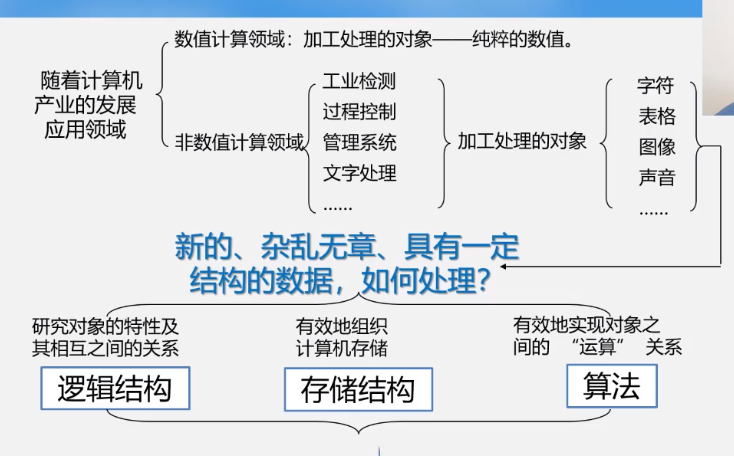 数值计算领域：加工处理的对象——纯粹的数值。
随着计算机
产业的发展
应用领域
非数值计算领域
工业检测
过程控制
管理系统
文字处理
……
加工处理的对象
字符
表格
图像
声音
……
新的、杂乱无章、具有一定
结构的数据，如何处理？
研究对象的特性及
其相互之间的关系
逻辑结构
有效地组织
计算机存储
存储结构
有效地实现对象之
间的 “运算” 关系
算法